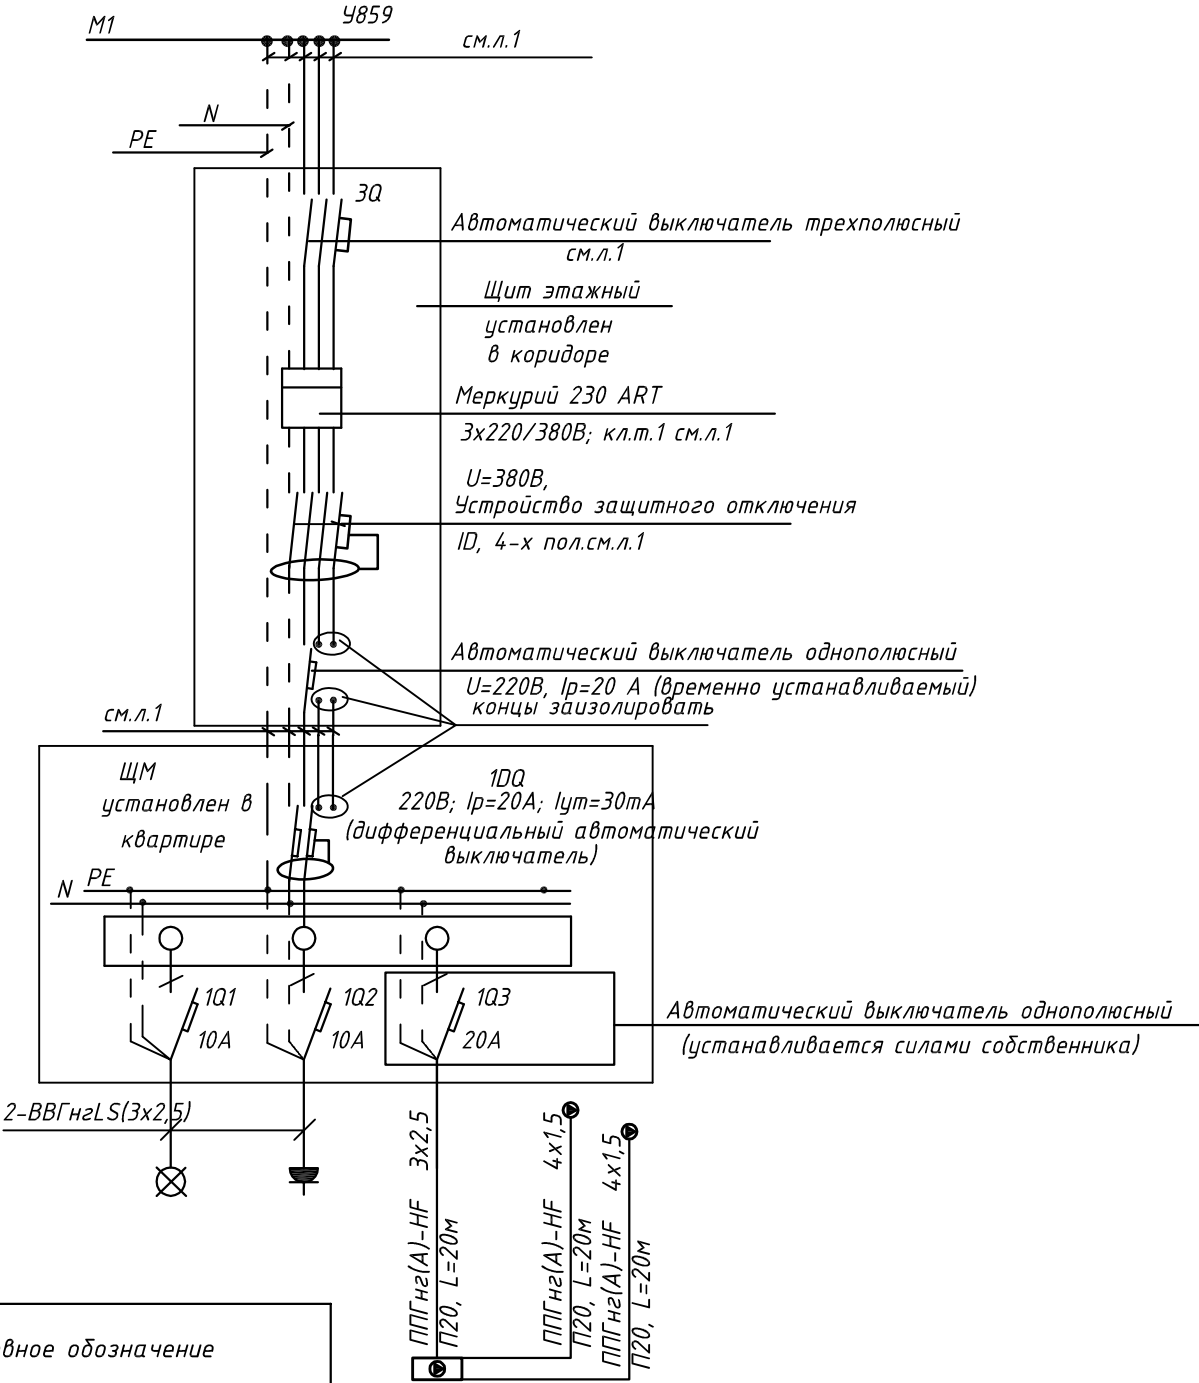 М1
У859
см.л.1
N
PE
3Q
Автоматический выключатель трехполюсный
см.л.1
Щит этажный
установлен
в коридоре
Меркурий 230 ART
3х220/380В; кл.т.1 см.л.1
U=380В,
Устройство защитного отключения
ID, 4-х пол.см.л.1
Автоматический выключатель однополюсный
U=220В, Iр=20 А (временно устанавливаемый)
концы заизолировать
см.л.1
ЩМ
установлен в
квартире
1DQ
220В; Iр=20А; Iут=30mA
(дифференциальный автоматический
выключатель)
PE
N
1Q1
10А
1Q2
10А
1Q3
20А
Автоматический выключатель однополюсный
(устанавливается силами собственника)
2-ВВГнгLS(3х2,5)
ППГнг(А)-HF 3х2,5
П20, L=20м
ППГнг(А)-HF 4х1,5
П20, L=20м
ППГнг(А)-HF 4х1,5
П20, L=20м
вное обозначение